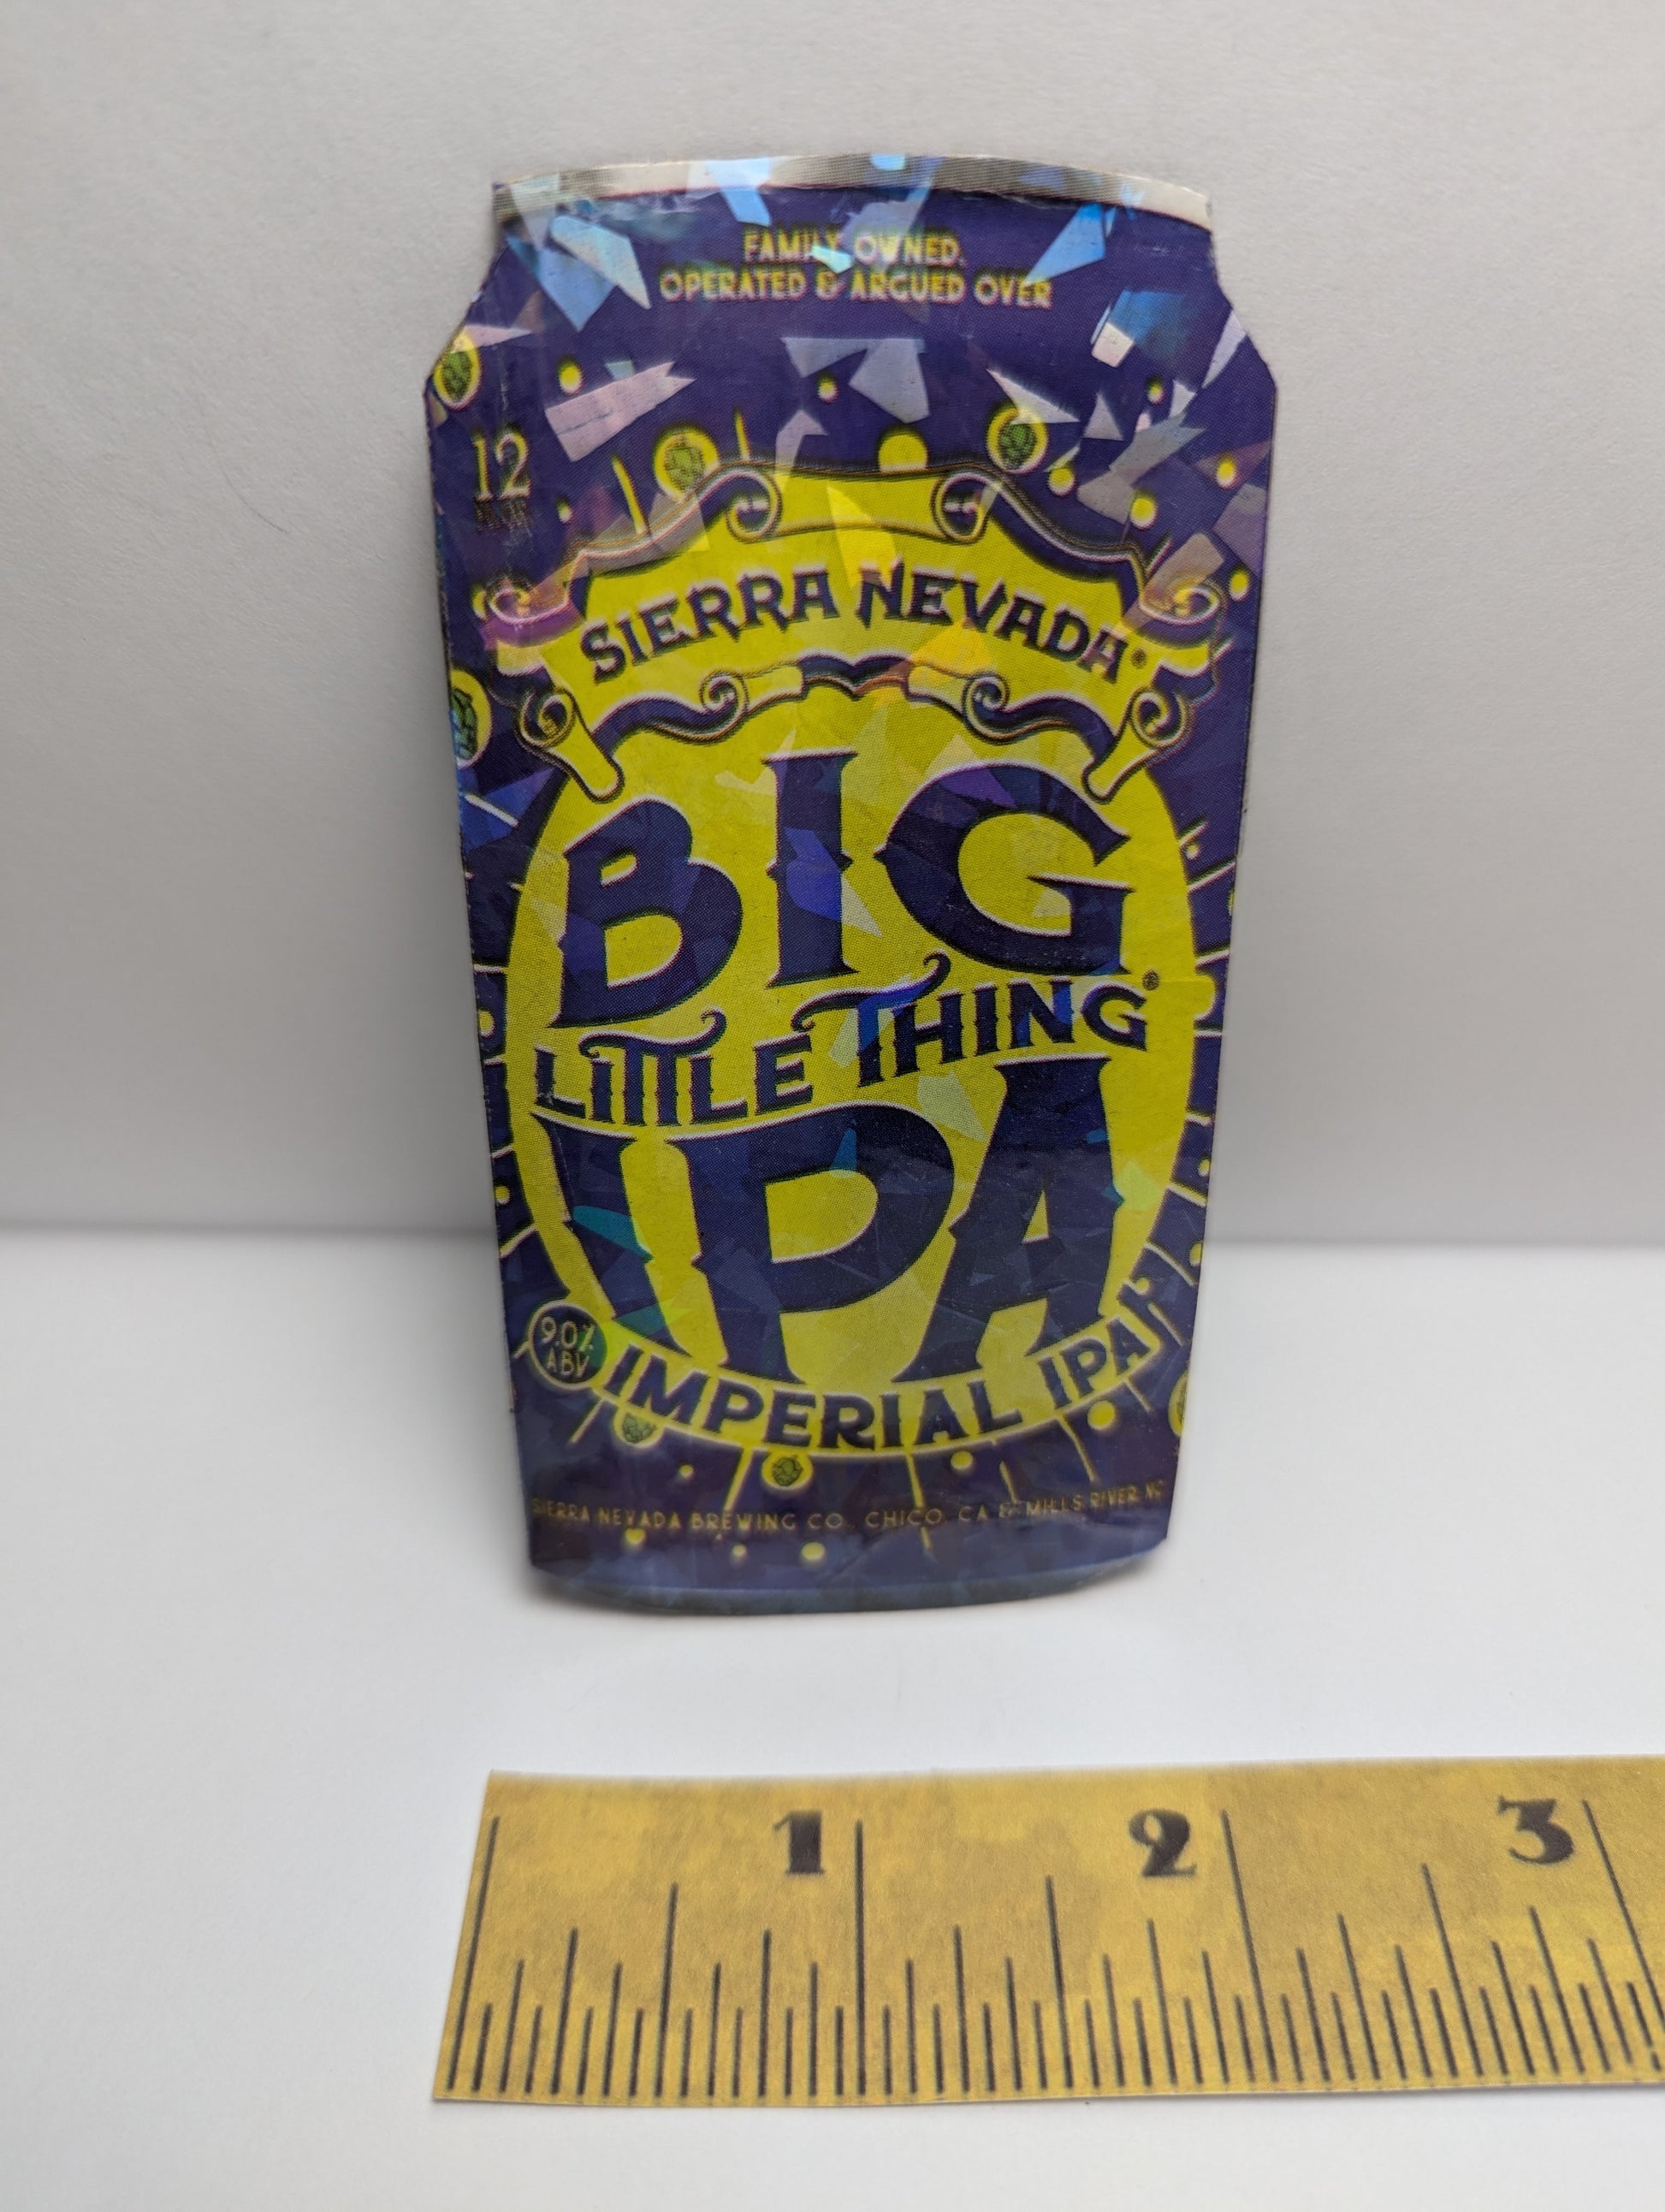 FAMILY OWNED,
OPERATED & ARGUED OVER
12
SIERRA NEVADA®
BIG
LITTLE THING®
IPA
9.0%
ABV
IMPERIAL IPA
SIERRA NEVADA BREWING CO., CHICO, CA & MILLS RIVER, NC
1 2 3